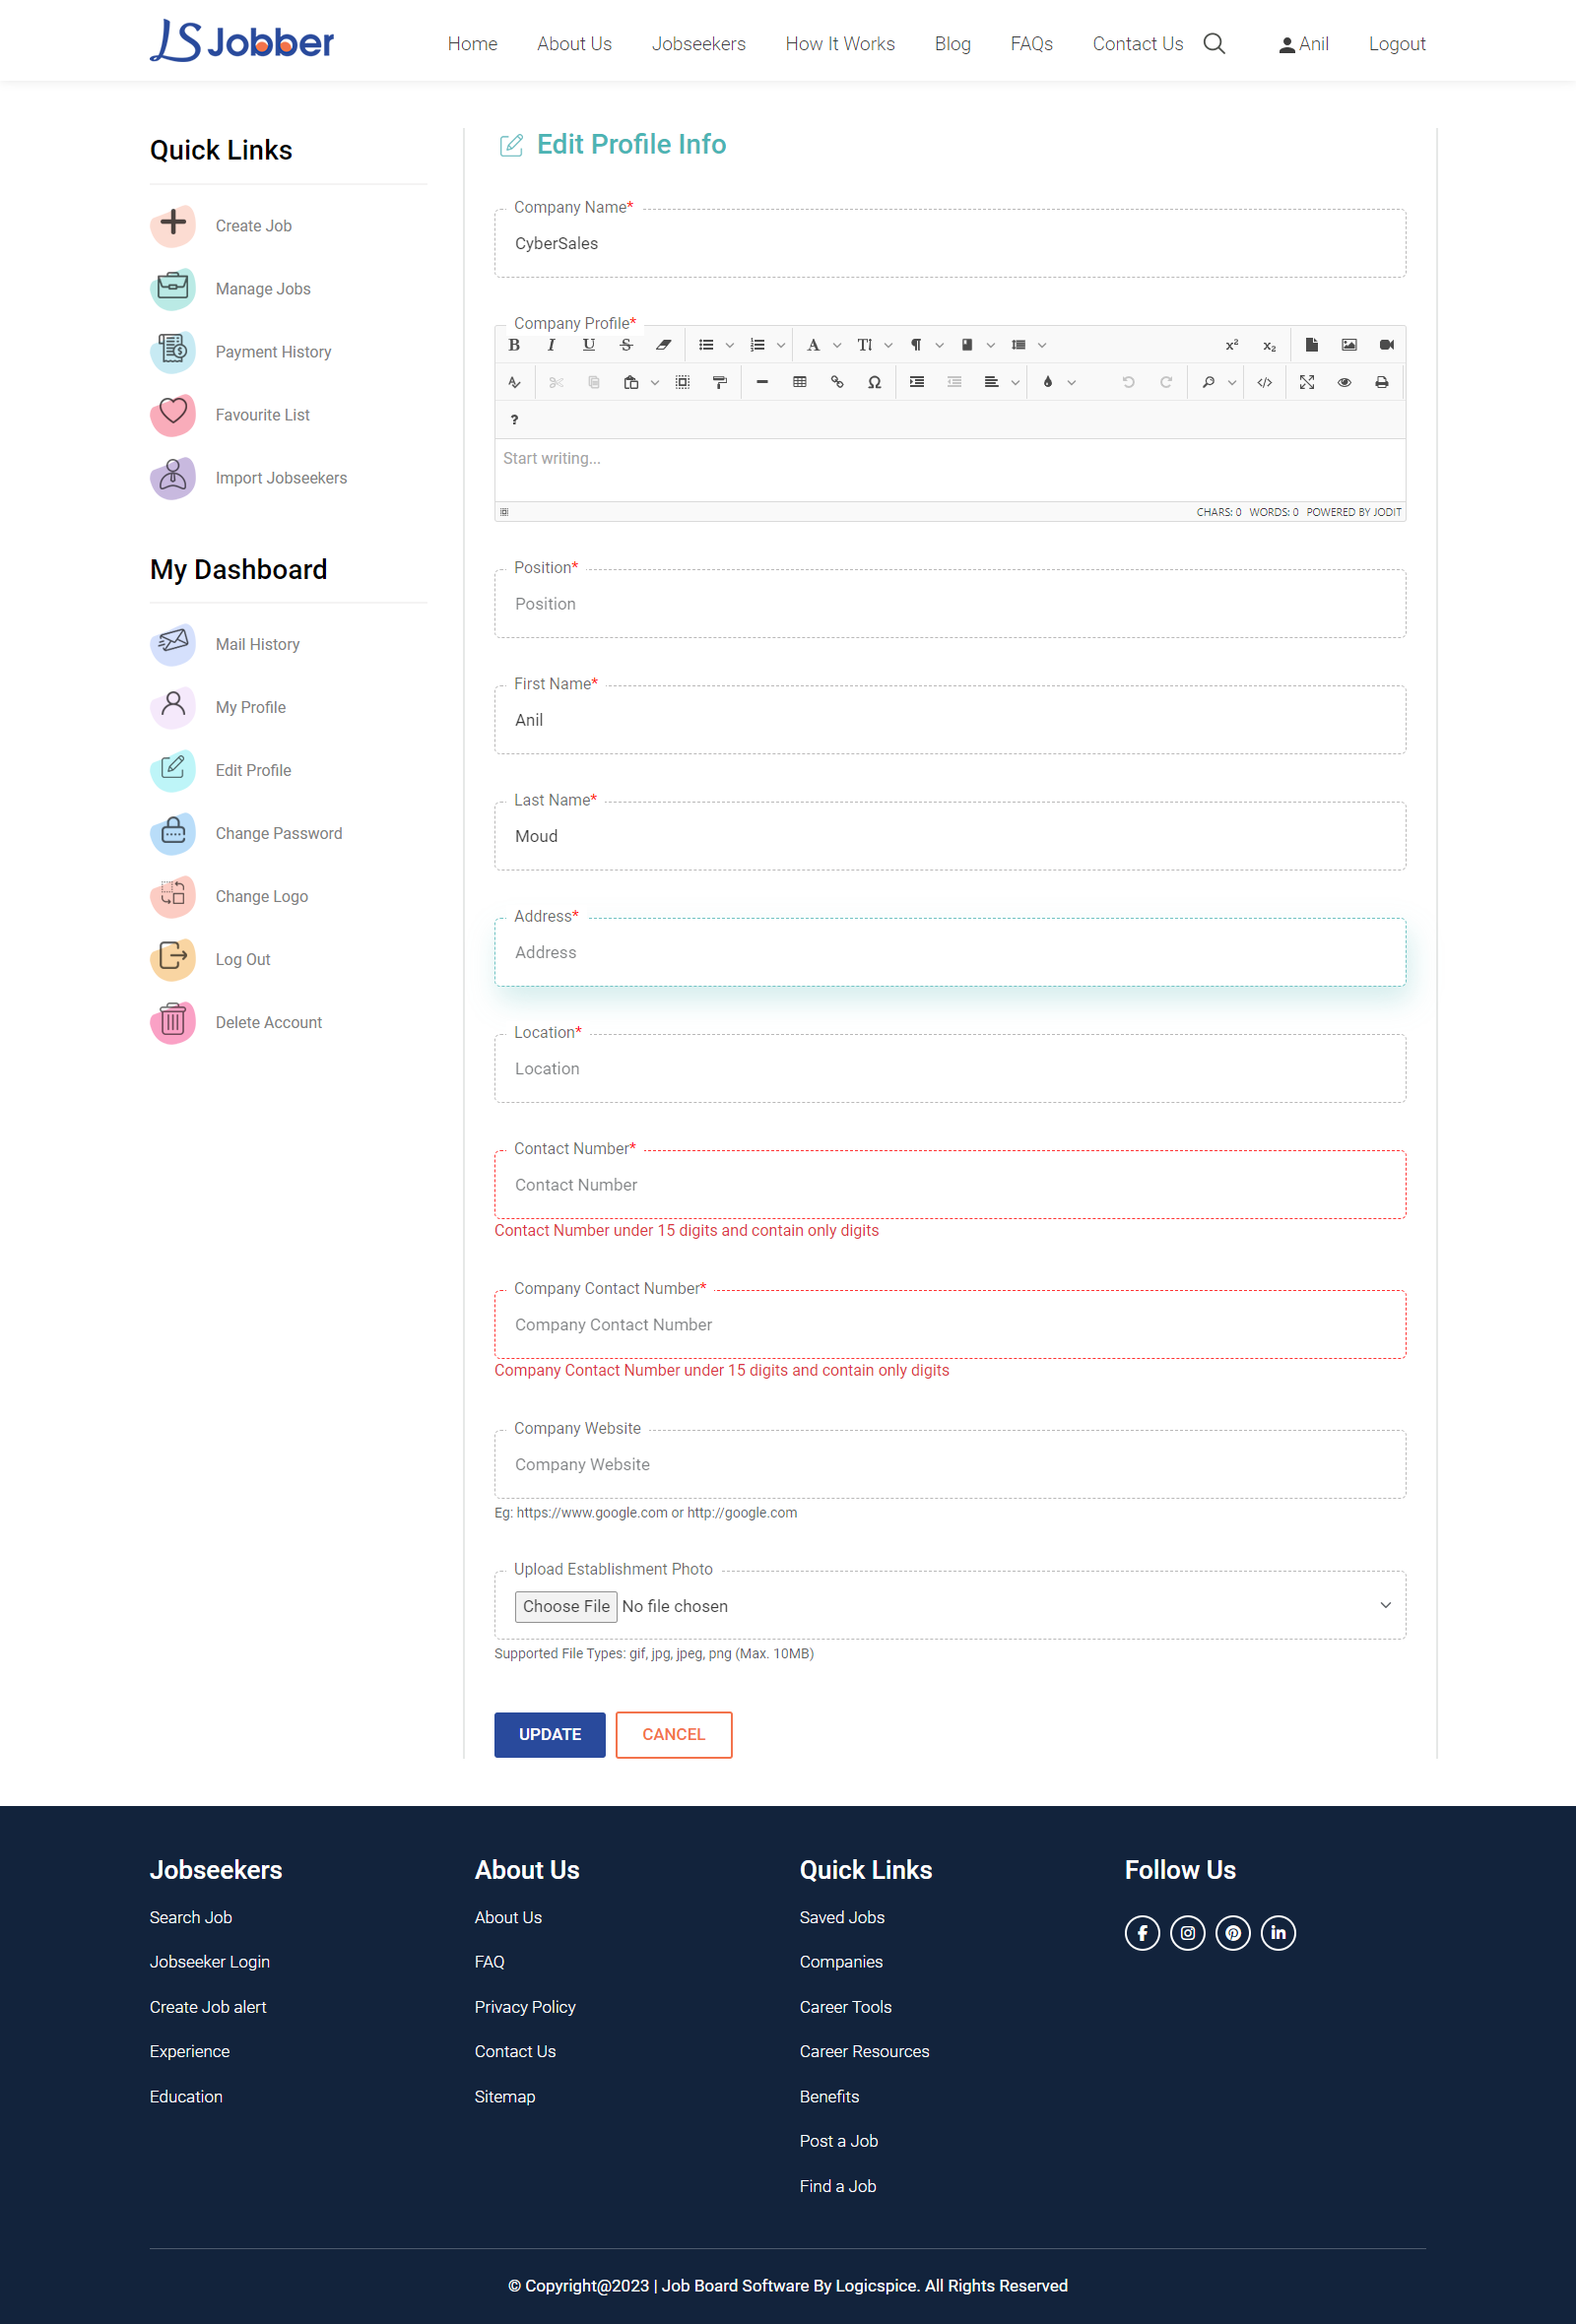 LS Jobber
Home About Us Jobseekers How It Works Blog FAQs Contact Us Anil Logout
Quick Links
Create Job
Manage Jobs
Payment History
Favourite List
Import Jobseekers
My Dashboard
Mail History
My Profile
Edit Profile
Change Password
Change Logo
Log Out
Delete Account
Edit Profile Info
Company Name*
CyberSales
Company Profile*
Start writing...
CHARS: 0 WORDS: 0 POWERED BY JODIT
Position*
Position
First Name*
Anil
Last Name*
Moud
Address*
Address
Location*
Location
Contact Number*
Contact Number
Contact Number under 15 digits and contain only digits
Company Contact Number*
Company Contact Number
Company Contact Number under 15 digits and contain only digits
Company Website
Company Website
Eg: https://www.google.com or http://google.com
Upload Establishment Photo
Choose File No file chosen
Supported File Types: gif, jpg, jpeg, png (Max. 10MB)
UPDATE CANCEL
Jobseekers
Search Job
Jobseeker Login
Create Job alert
Experience
Education
About Us
About Us
FAQ
Privacy Policy
Contact Us
Sitemap
Quick Links
Saved Jobs
Companies
Career Tools
Career Resources
Benefits
Post a Job
Find a Job
Follow Us
© Copyright@2023 | Job Board Software By Logicspice. All Rights Reserved